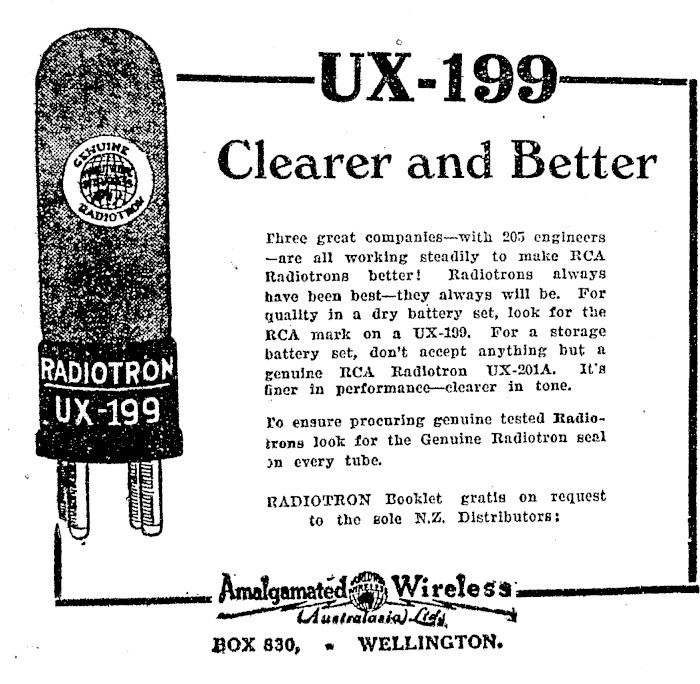 UX-199
Clearer and Better
GENUINE
RADIOTRON
RADIOTRON
UX-199
Three great companies—with 205 engineers
—are all working steadily to make RCA
Radiotrons better! Radiotrons always
have been best—they always will be. For
quality in a dry battery set, look for the
RCA mark on a UX-199. For a storage
battery set, don't accept anything but a
genuine RCA Radiotron UX-201A. It's
finer in performance—clearer in tone.
To ensure procuring genuine tested Radio-
trons look for the Genuine Radiotron seal
on every tube.
RADIOTRON Booklet gratis on request
to the sole N.Z. Distributors:
Amalgamated Wireless
(Australasia) Ltd.
BOX 830, - WELLINGTON.